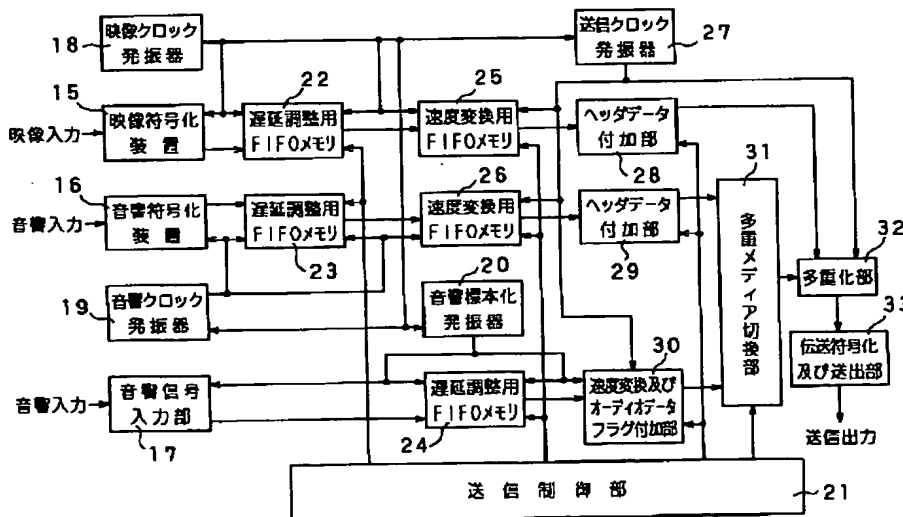 映像クロック
発振器
18
送信クロック
発振器
27
15
映像入力
映像符号化
装置
22
遅延調整用
FIFOメモリ
25
速度変換用
FIFOメモリ
ヘッダデータ
付加部
28
16
音響入力
音響符号化
装置
遅延調整用
FIFOメモリ
23
26
速度変換用
FIFOメモリ
ヘッダデータ
付加部
29
31
多重メディア切換部
32
多重化部
19
音響クロック
発振器
20
音響標本化
発振器
33
伝送符号化
及び送出部
送信出力
音響入力
音響信号
入力部
17
遅延調整用
FIFOメモリ
24
30
速度変換及び
オーディオデータ
フラグ付加部
送信制御部
21